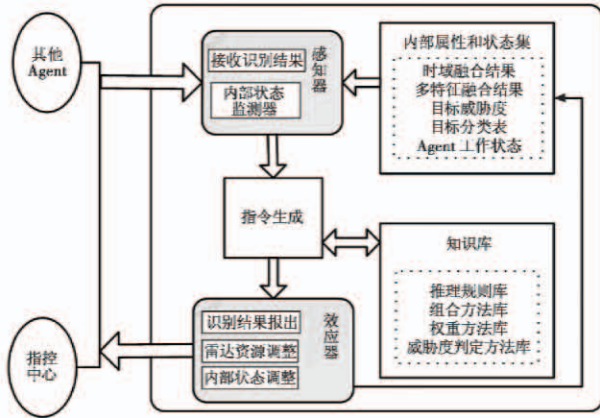 其他
Agent
接收识别结果
内部状态
监测器
感知器
内部属性和状态集
时域融合结果
多特征融合结果
目标威胁度
目标分类表
Agent 工作状态
指令生成
知识库
推理规则库
组合方法库
权重方法库
威胁度判定方法库
识别结果报出
雷达资源调整
内部状态调整
效应器
指控
中心